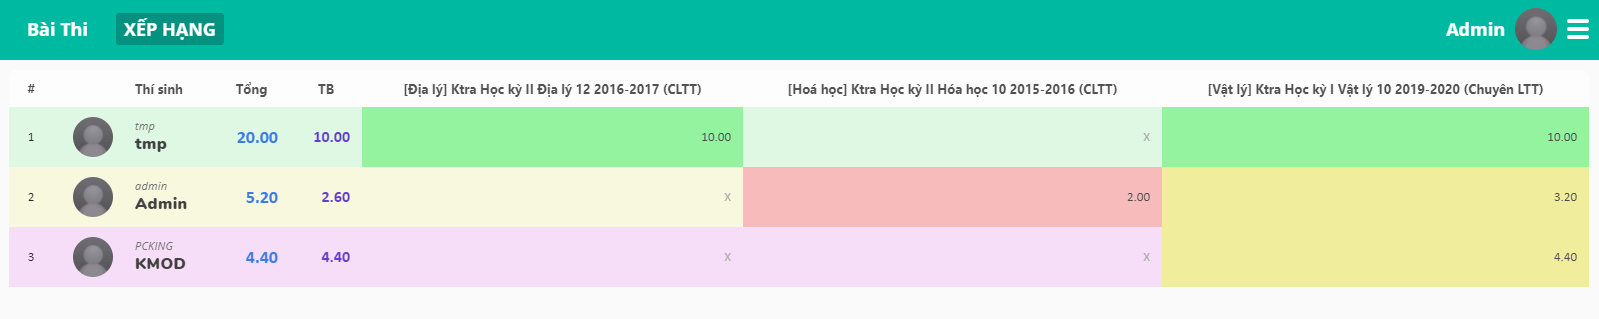 Bài Thi XẾP HẠNG Admin
# Thí sinh Tổng TB [Địa lý] Ktra Học kỳ II Địa lý 12 2016-2017 (CLTT) [Hoá học] Ktra Học kỳ II Hóa học 10 2015-2016 (CLTT) [Vật lý] Ktra Học kỳ I Vật lý 10 2019-2020 (Chuyên LTT)
tmp
1 tmp 20.00 10.00 10.00 X 10.00
admin
2 Admin 5.20 2.60 X 2.00 3.20
PCKING
3 KMOD 4.40 4.40 X X 4.40